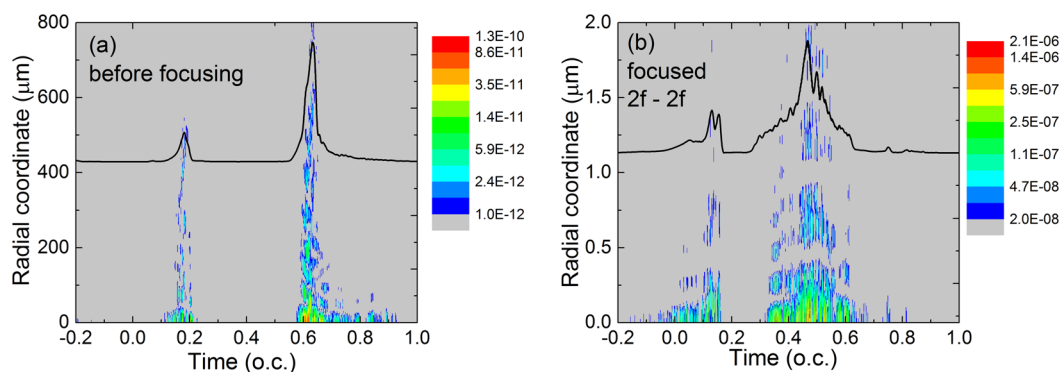 (a)
before focusing
Radial coordinate (μm)
800
600
400
200
0
-0.2 0.0 0.2 0.4 0.6 0.8 1.0
Time (o.c.)
1.3E-10
8.6E-11
3.5E-11
1.4E-11
5.9E-12
2.4E-12
1.0E-12
(b)
focused
2f - 2f
Radial coordinate (μm)
2.0
1.5
1.0
0.5
0.0
-0.2 0.0 0.2 0.4 0.6 0.8 1.0
Time (o.c.)
2.1E-06
1.4E-06
5.9E-07
2.5E-07
1.1E-07
4.7E-08
2.0E-08